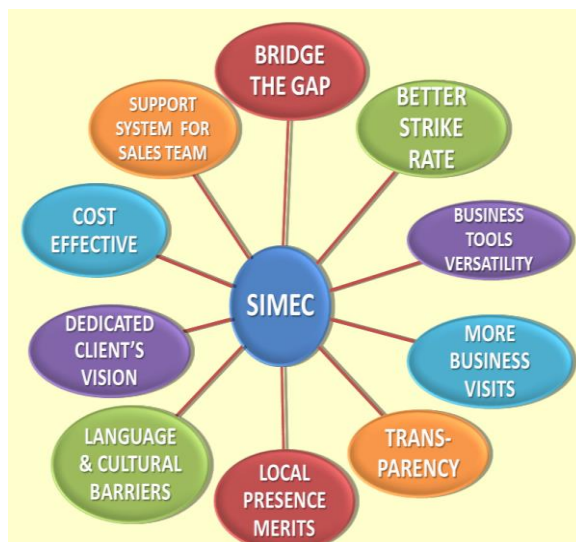 BRIDGE
THE GAP
BETTER
STRIKE
RATE
BUSINESS
TOOLS
VERSATILITY
MORE
BUSINESS
VISITS
TRANS-
PARENCY
LOCAL
PRESENCE
MERITS
LANGUAGE
& CULTURAL
BARRIERS
DEDICATED
CLIENT'S
VISION
COST
EFFECTIVE
SUPPORT
SYSTEM FOR
SALES TEAM
SIMEC